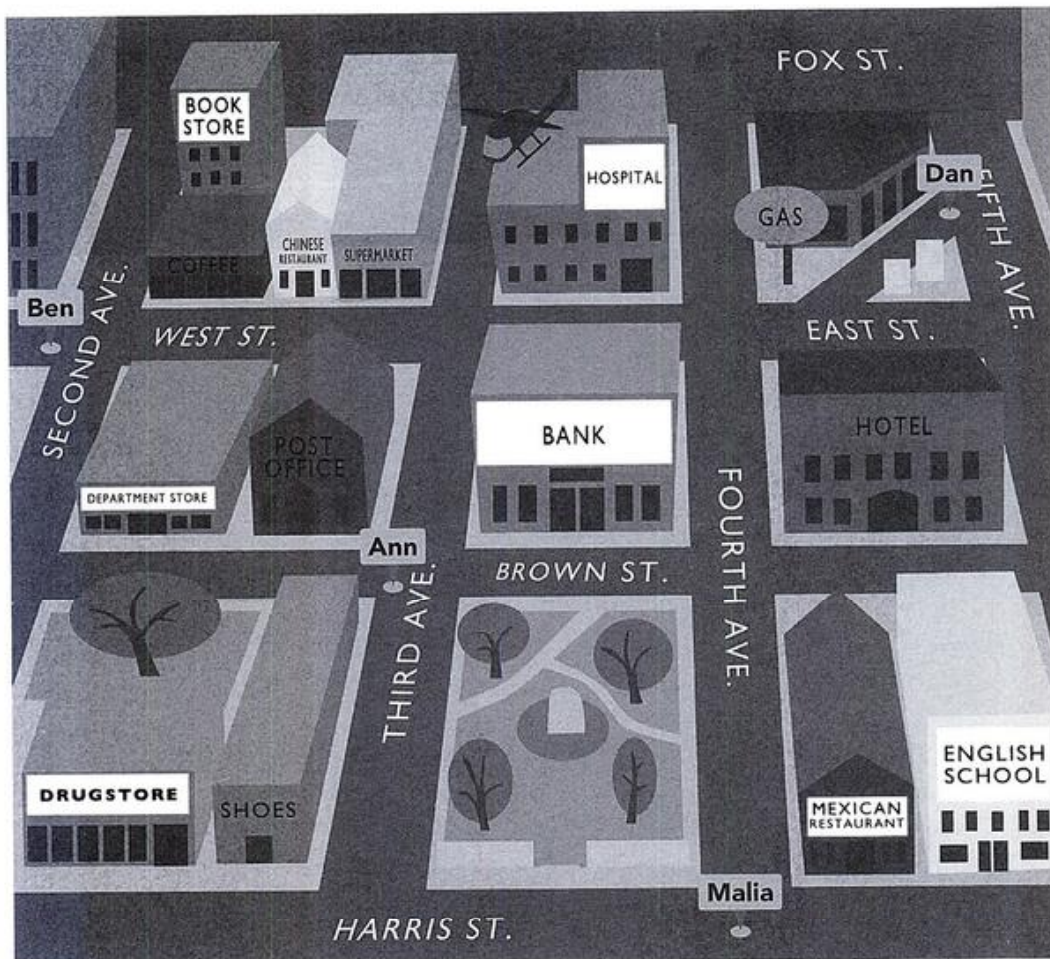 FOX ST.
BOOK
STORE
HOSPITAL
Dan
GAS
FIFTH AVE.
COFFEE
CHINESE
RESTAURANT
SUPERMARKET
Ben
WEST ST.
EAST ST.
SECOND AVE.
POST
OFFICE
BANK
HOTEL
DEPARTMENT STORE
Ann
BROWN ST.
THIRD AVE.
FOURTH AVE.
DRUGSTORE
SHOES
ENGLISH
SCHOOL
MEXICAN
RESTAURANT
Malia
HARRIS ST.